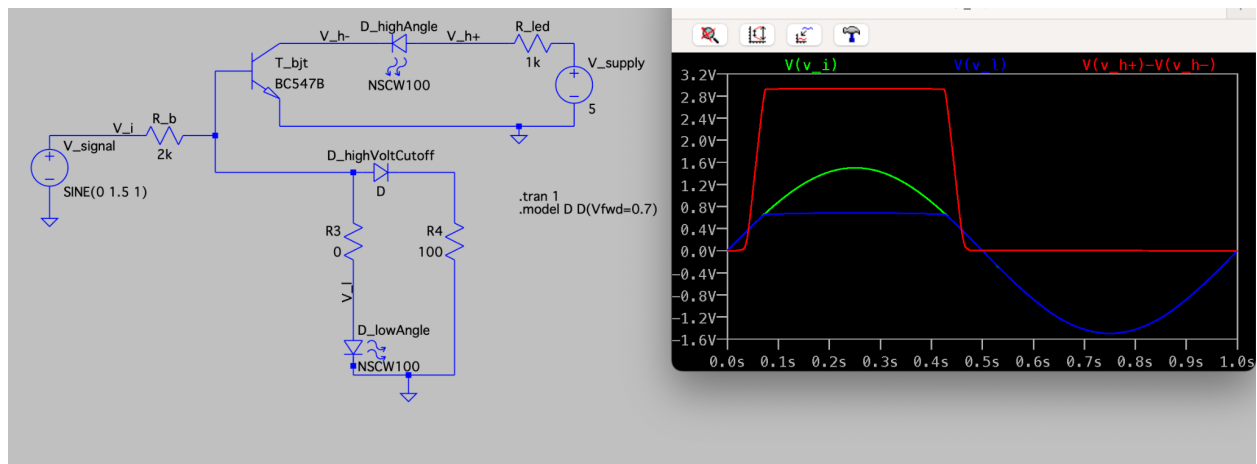 D_highAngle
R_led
V_h-
V_h+
T_bjt
BC547B
NSCW100
1k
V_supply
5
R_b
V_i
2k
V_signal
SINE(0 1.5 1)
D_highVoltCutoff
D
.tran 1
.model D D(Vfwd=0.7)
R3
0
R4
100
V_l
D_lowAngle
NSCW100
V(v_i)
V(v_l)
V(v_h+)-V(v_h-)
3.2V
2.8V
2.4V
2.0V
1.6V
1.2V
0.8V
0.4V
0.0V
-0.4V
-0.8V
-1.2V
-1.6V
0.0s 0.1s 0.2s 0.3s 0.4s 0.5s 0.6s 0.7s 0.8s 0.9s 1.0s